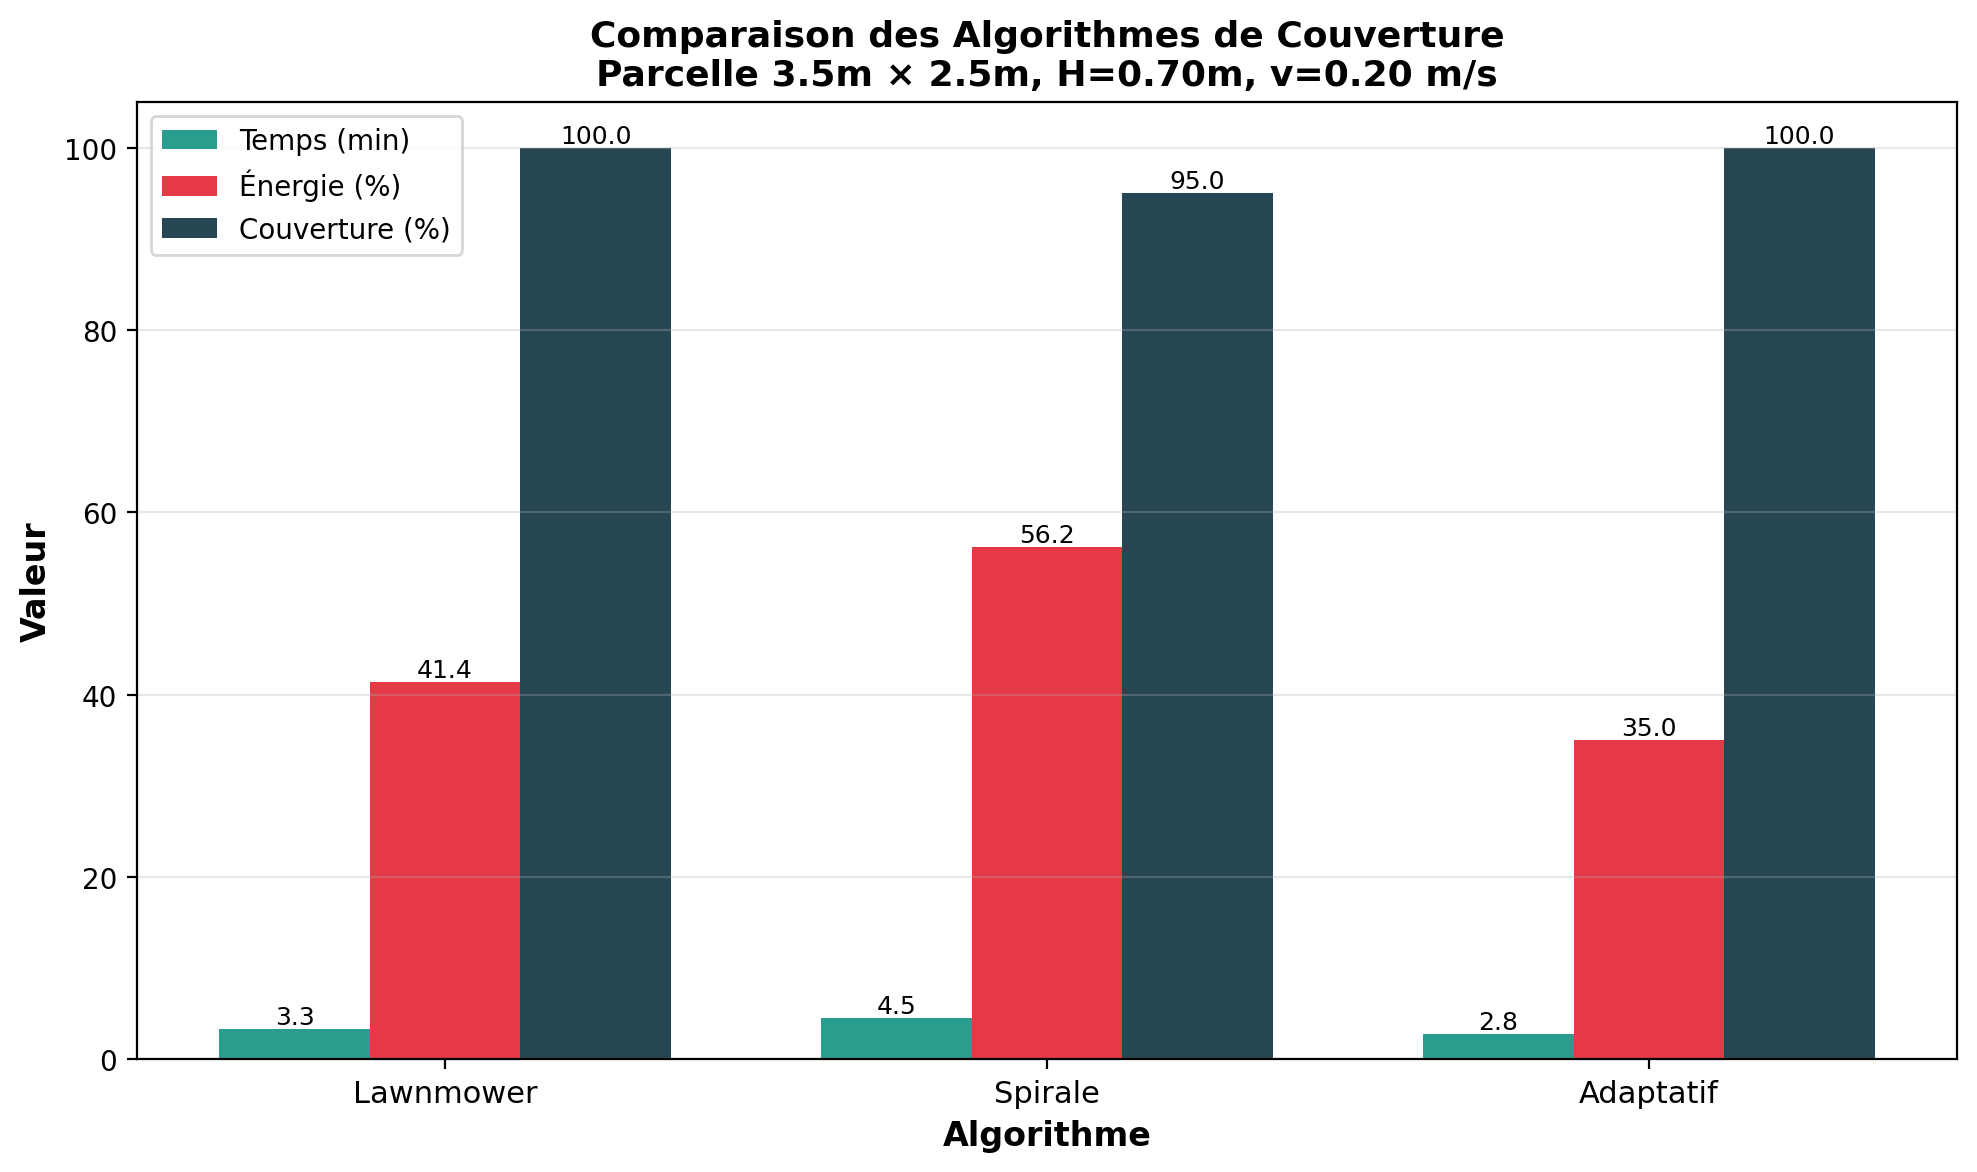 Comparaison des Algorithmes de Couverture
Parcelle 3.5m × 2.5m, H=0.70m, v=0.20 m/s
Temps (min)
Énergie (%)
Couverture (%)
Valeur
100
80
60
40
20
0
3.3
41.4
100.0
4.5
56.2
95.0
2.8
35.0
100.0
Lawnmower
Spirale
Adaptatif
Algorithme